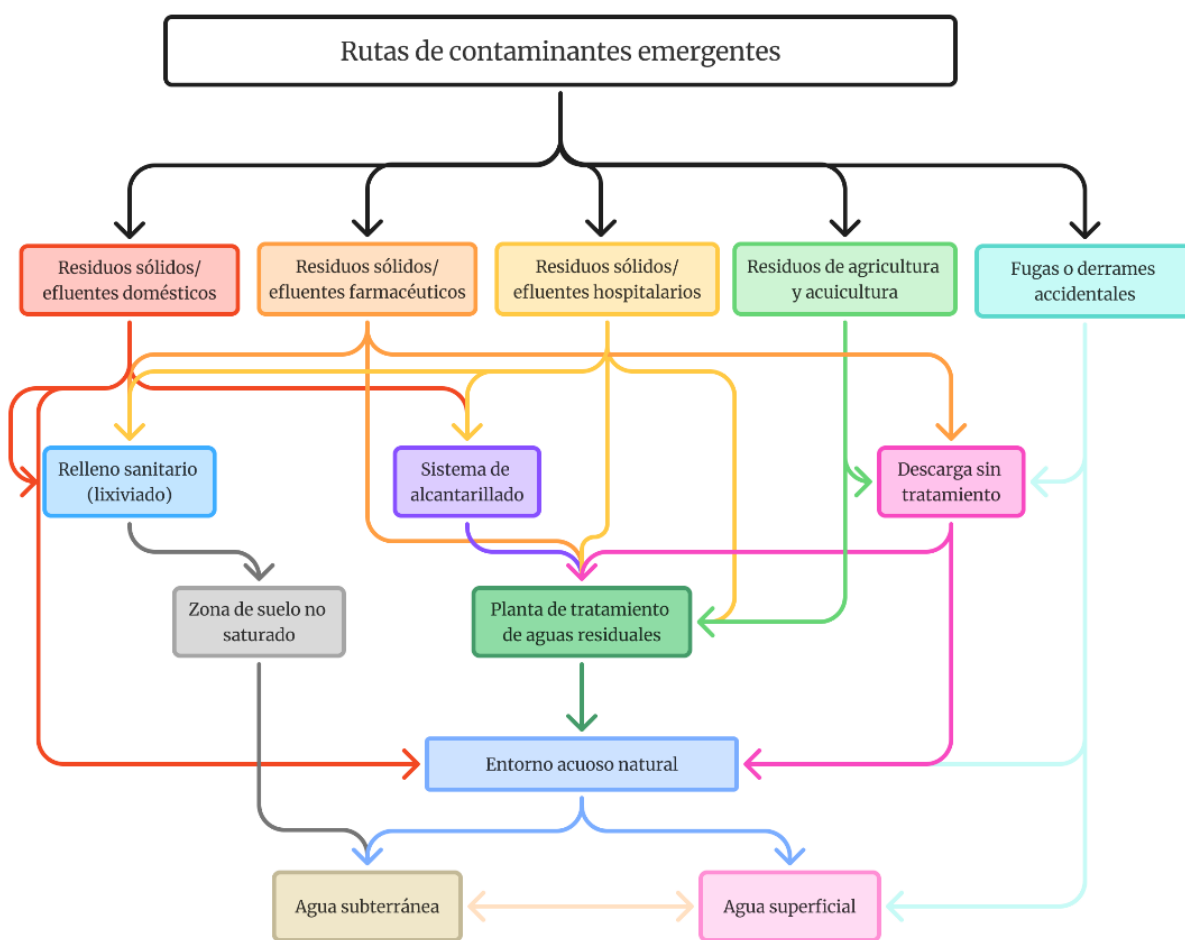 Rutas de contaminantes emergentes
Residuos sólidos/
efluentes domésticos
Residuos sólidos/
efluentes farmacéuticos
Residuos sólidos/
efluentes hospitalarios
Residuos de agricultura
y acuicultura
Fugas o derrames
accidentales
Relleno sanitario
(lixiviado)
Sistema de
alcantarillado
Descarga sin
tratamiento
Zona de suelo no
saturado
Planta de tratamiento
de aguas residuales
Entorno acuoso natural
Agua subterránea
Agua superficial